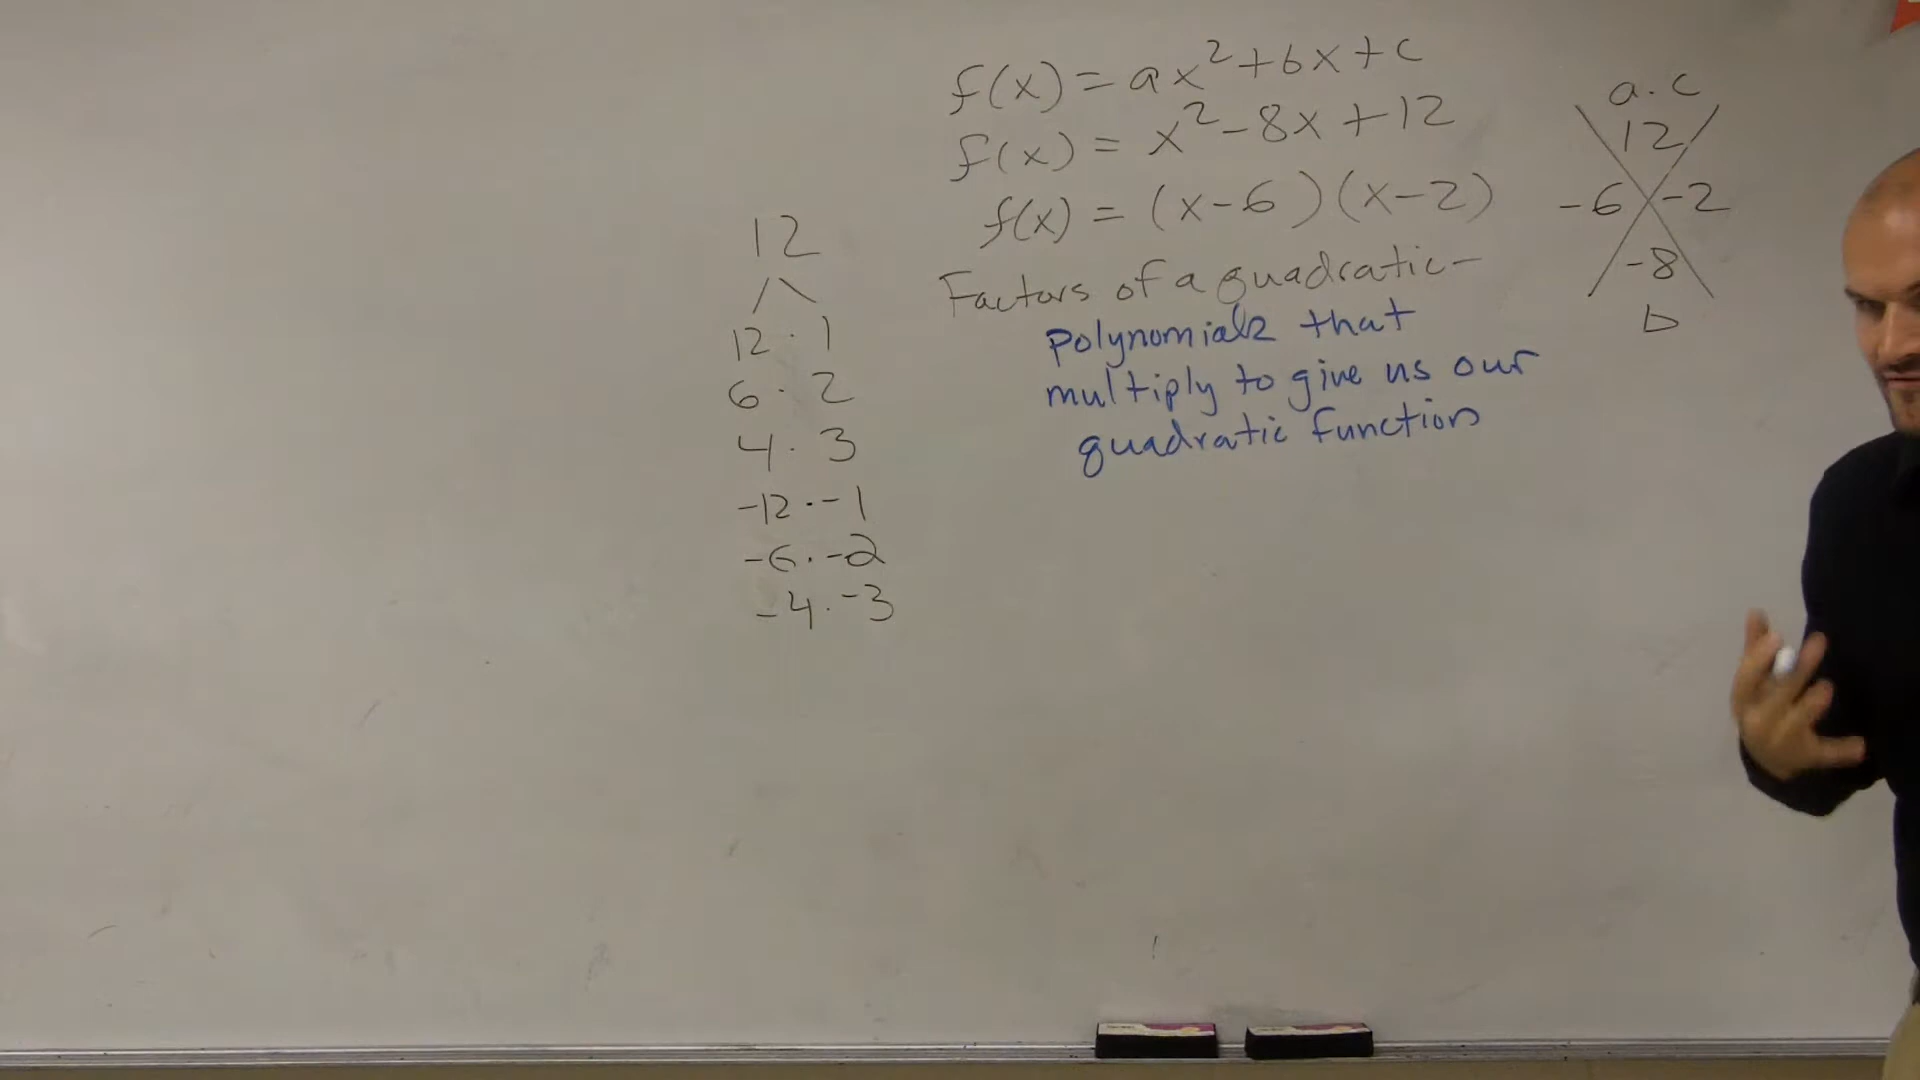 f(x) = ax²+bx+c
f(x) = x²-8x+12
f(x) = (x-6)(x-2)
Factors of a quadratic-
polynomials that
multiply to give us our
quadratic function
a.c
12
-6 -2
-8
b
12
12 · 1
6 · 2
4 · 3
-12 · -1
-6 · -2
-4 · -3